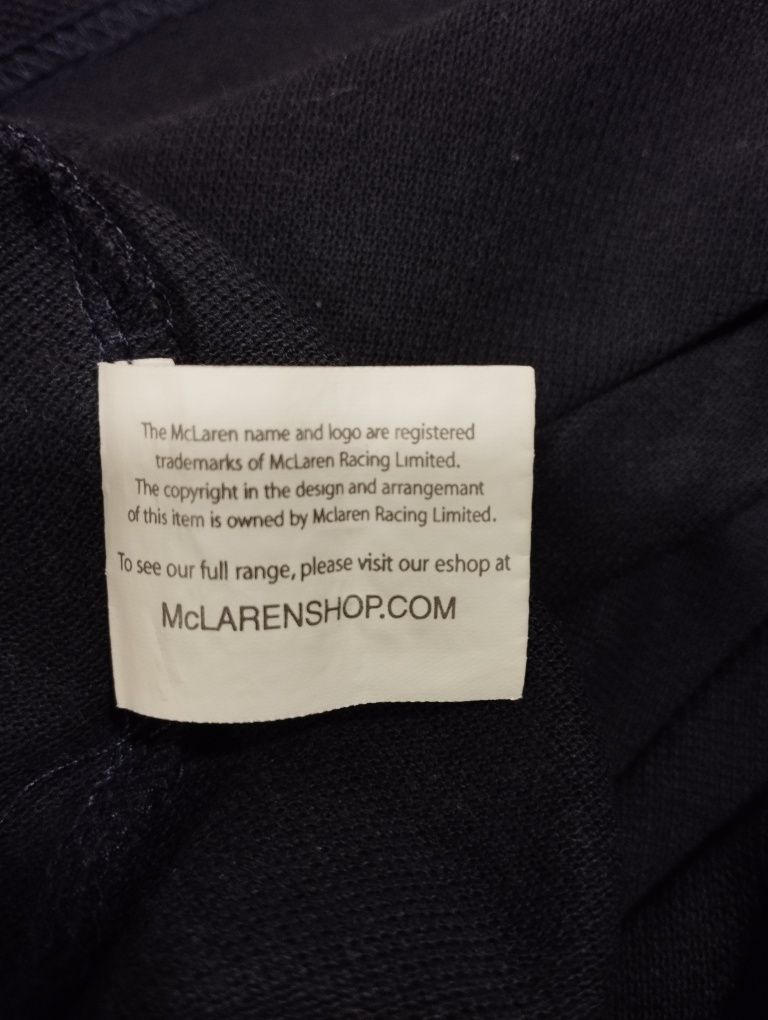 The McLaren name and logo are registered
trademarks of McLaren Racing Limited.
The copyright in the design and arrangemant
of this item is owned by Mclaren Racing Limited.
To see our full range, please visit our eshop at
McLARENSHOP.COM